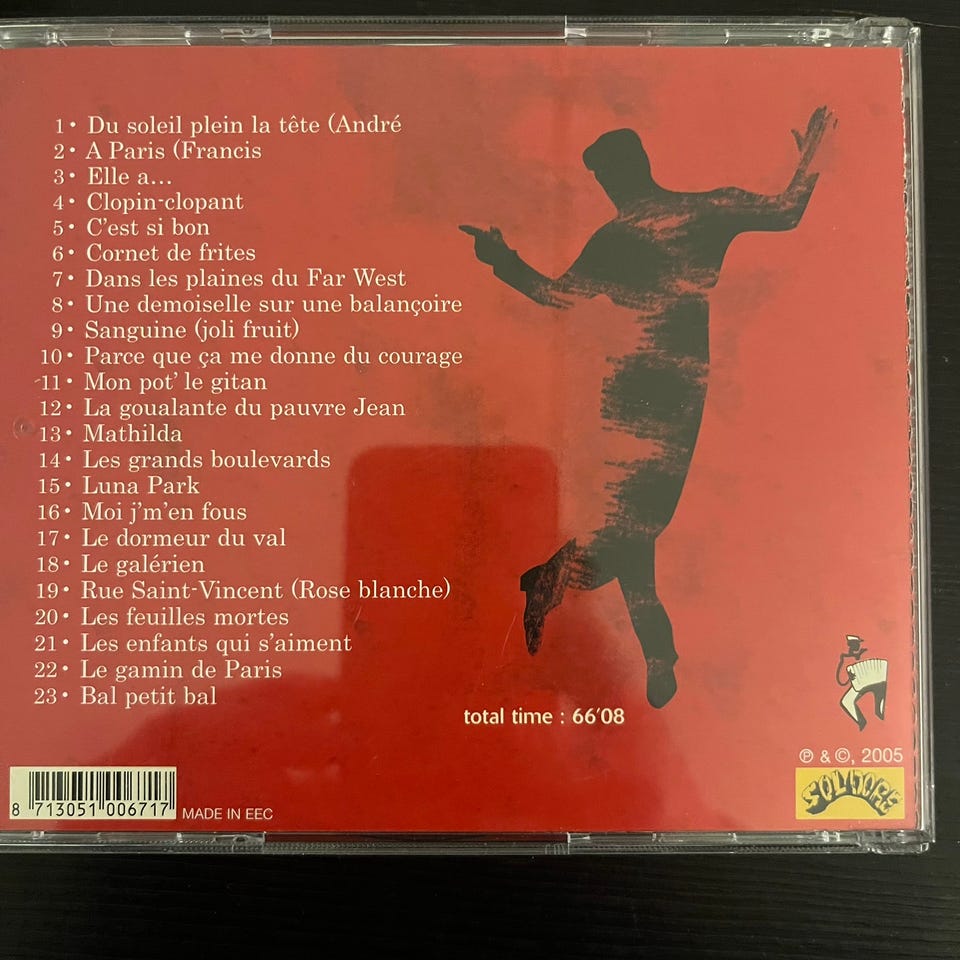 1• Du soleil plein la tête (André
2• A Paris (Francis
3• Elle a...
4• Clopin-clopant
5• C'est si bon
6• Cornet de frites
7• Dans les plaines du Far West
8• Une demoiselle sur une balançoire
9• Sanguine (joli fruit)
10• Parce que ça me donne du courage
11• Mon pot' le gitan
12• La goualante du pauvre Jean
13• Mathilda
14• Les grands boulevards
15• Luna Park
16• Moi j'm'en fous
17• Le dormeur du val
18• Le galérien
19• Rue Saint-Vincent (Rose blanche)
20• Les feuilles mortes
21• Les enfants qui s'aiment
22• Le gamin de Paris
23• Bal petit bal
total time : 66'08
℗ & ©, 2005
SOLIDORE
8 713051 006717
MADE IN EEC